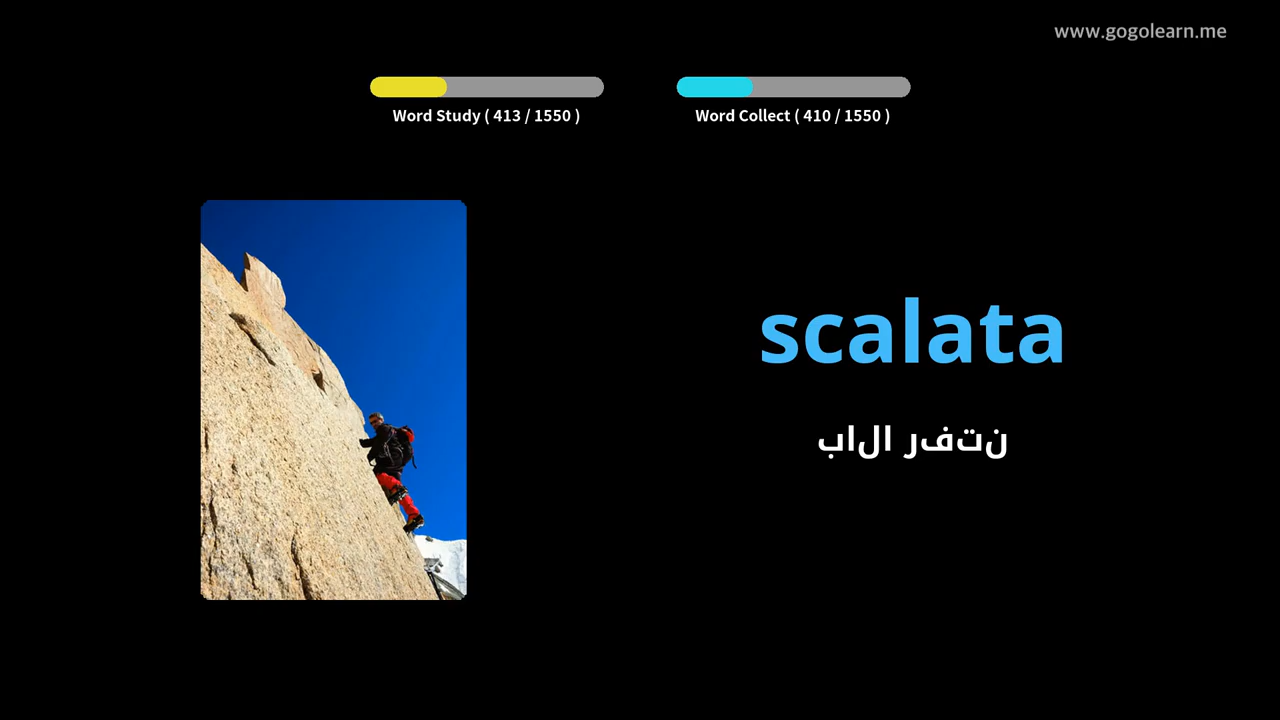 www.gogolearn.me
Word Study ( 413 / 1550 )
Word Collect ( 410 / 1550 )
scalata
نتفر الاب